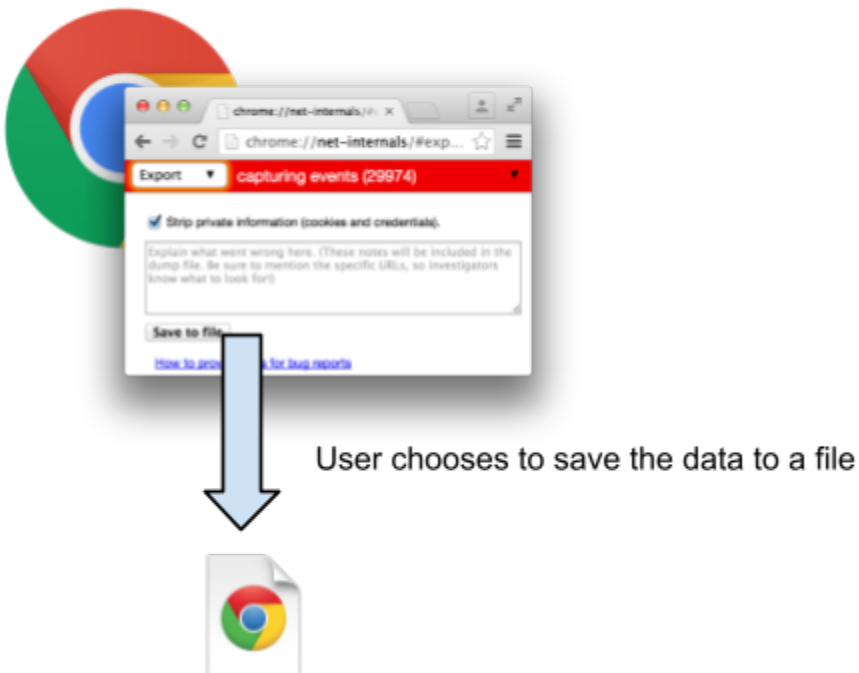 chrome://net-internals/#
chrome://net-internals/#exp...
Export capturing events (29974)
Strip private information (cookies and credentials).
Explain what went wrong here. (These notes will be included in the
dump file. Be sure to mention the specific URLs, so investigators
know what to look for!)
Save to file
How to for bug reports
User chooses to save the data to a file